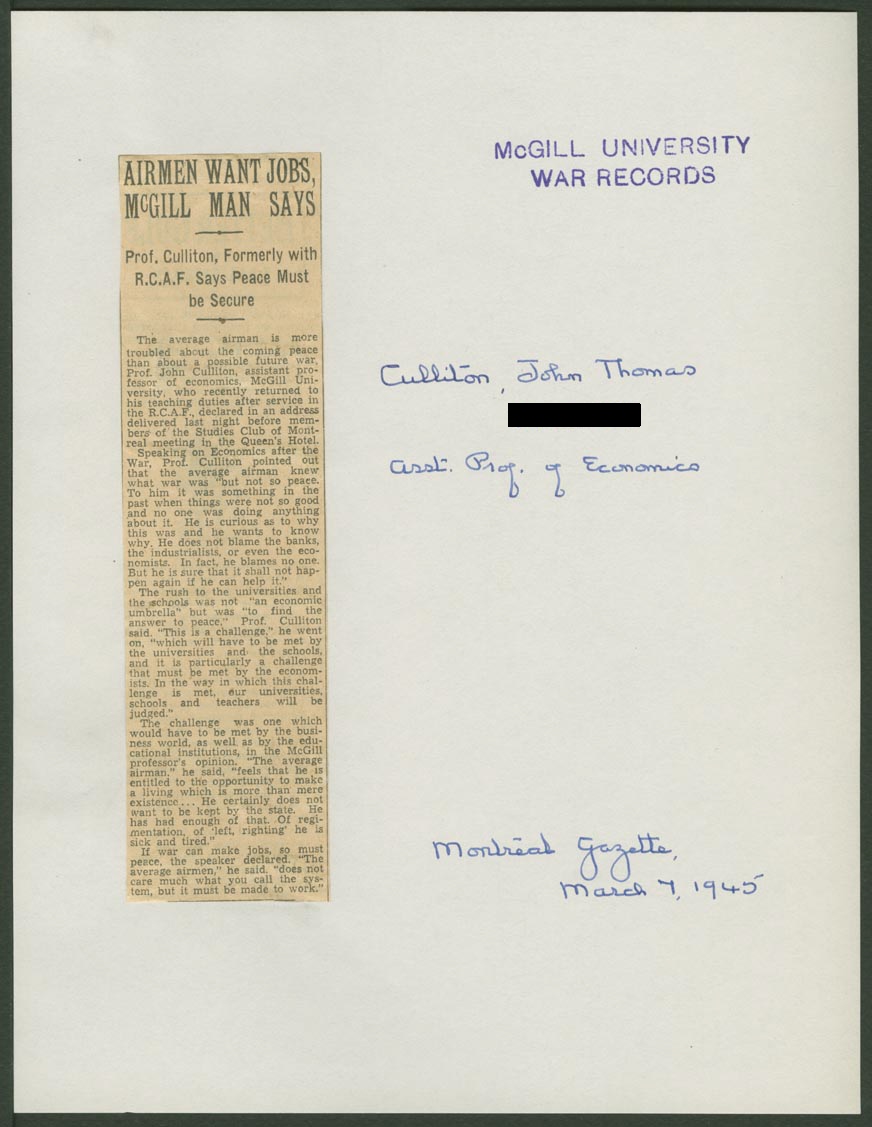 McGILL UNIVERSITY
WAR RECORDS
AIRMEN WANT JOBS,
McGILL MAN SAYS
Prof. Culliton, Formerly with
R.C.A.F. Says Peace Must
be Secure
The average airman is more
troubled about the coming peace
than about a possible future war,
Prof. John Culliton, assistant pro-
fessor of economics, McGill Uni-
versity, who recently returned to
his teaching duties after service in
the R.C.A.F., declared in an address
delivered last night before mem-
bers of the Studies Club of Mont-
real meeting in the Queen's Hotel.
Speaking on Economics after the
War, Prof. Culliton pointed out
that the average airman knew
what war was "but not so peace.
To him it was something in the
past when things were not so good
and no one was doing anything
about it. He is curious as to why
this was and he wants to know
why. He does not blame the banks,
the industrialists, or even the eco-
nomists. In fact, he blames no one.
But he is sure that it shall not hap-
pen again if he can help it."
The rush to the universities and
the schools was not "an economic
umbrella" but was "to find the
answer to peace," Prof. Culliton
said. "This is a challenge," he went
on, "which will have to be met by
the universities and the schools,
and it is particularly a challenge
that must be met by the econom-
ists. In the way in which this chal-
lenge is met, our universities,
schools and teachers will be
judged."
The challenge was one which
would have to be met by the busi-
ness world, as well as by the edu-
cational institutions, in the McGill
professor's opinion. "The average
airman," he said, "feels that he is
entitled to the opportunity to make
a living which is more than mere
existence... He certainly does not
want to be kept by the state. He
has had enough of that. Of regi-
mentation, of 'left, righting' he is
sick and tired."
If war can make jobs, so must
peace, the speaker declared. "The
average airmen," he said, "does not
care much what you call the sys-
tem, but it must be made to work."
Culliton, John Thomas
Asst. Prof. of Economics
Montreal Gazette,
March 7, 1945